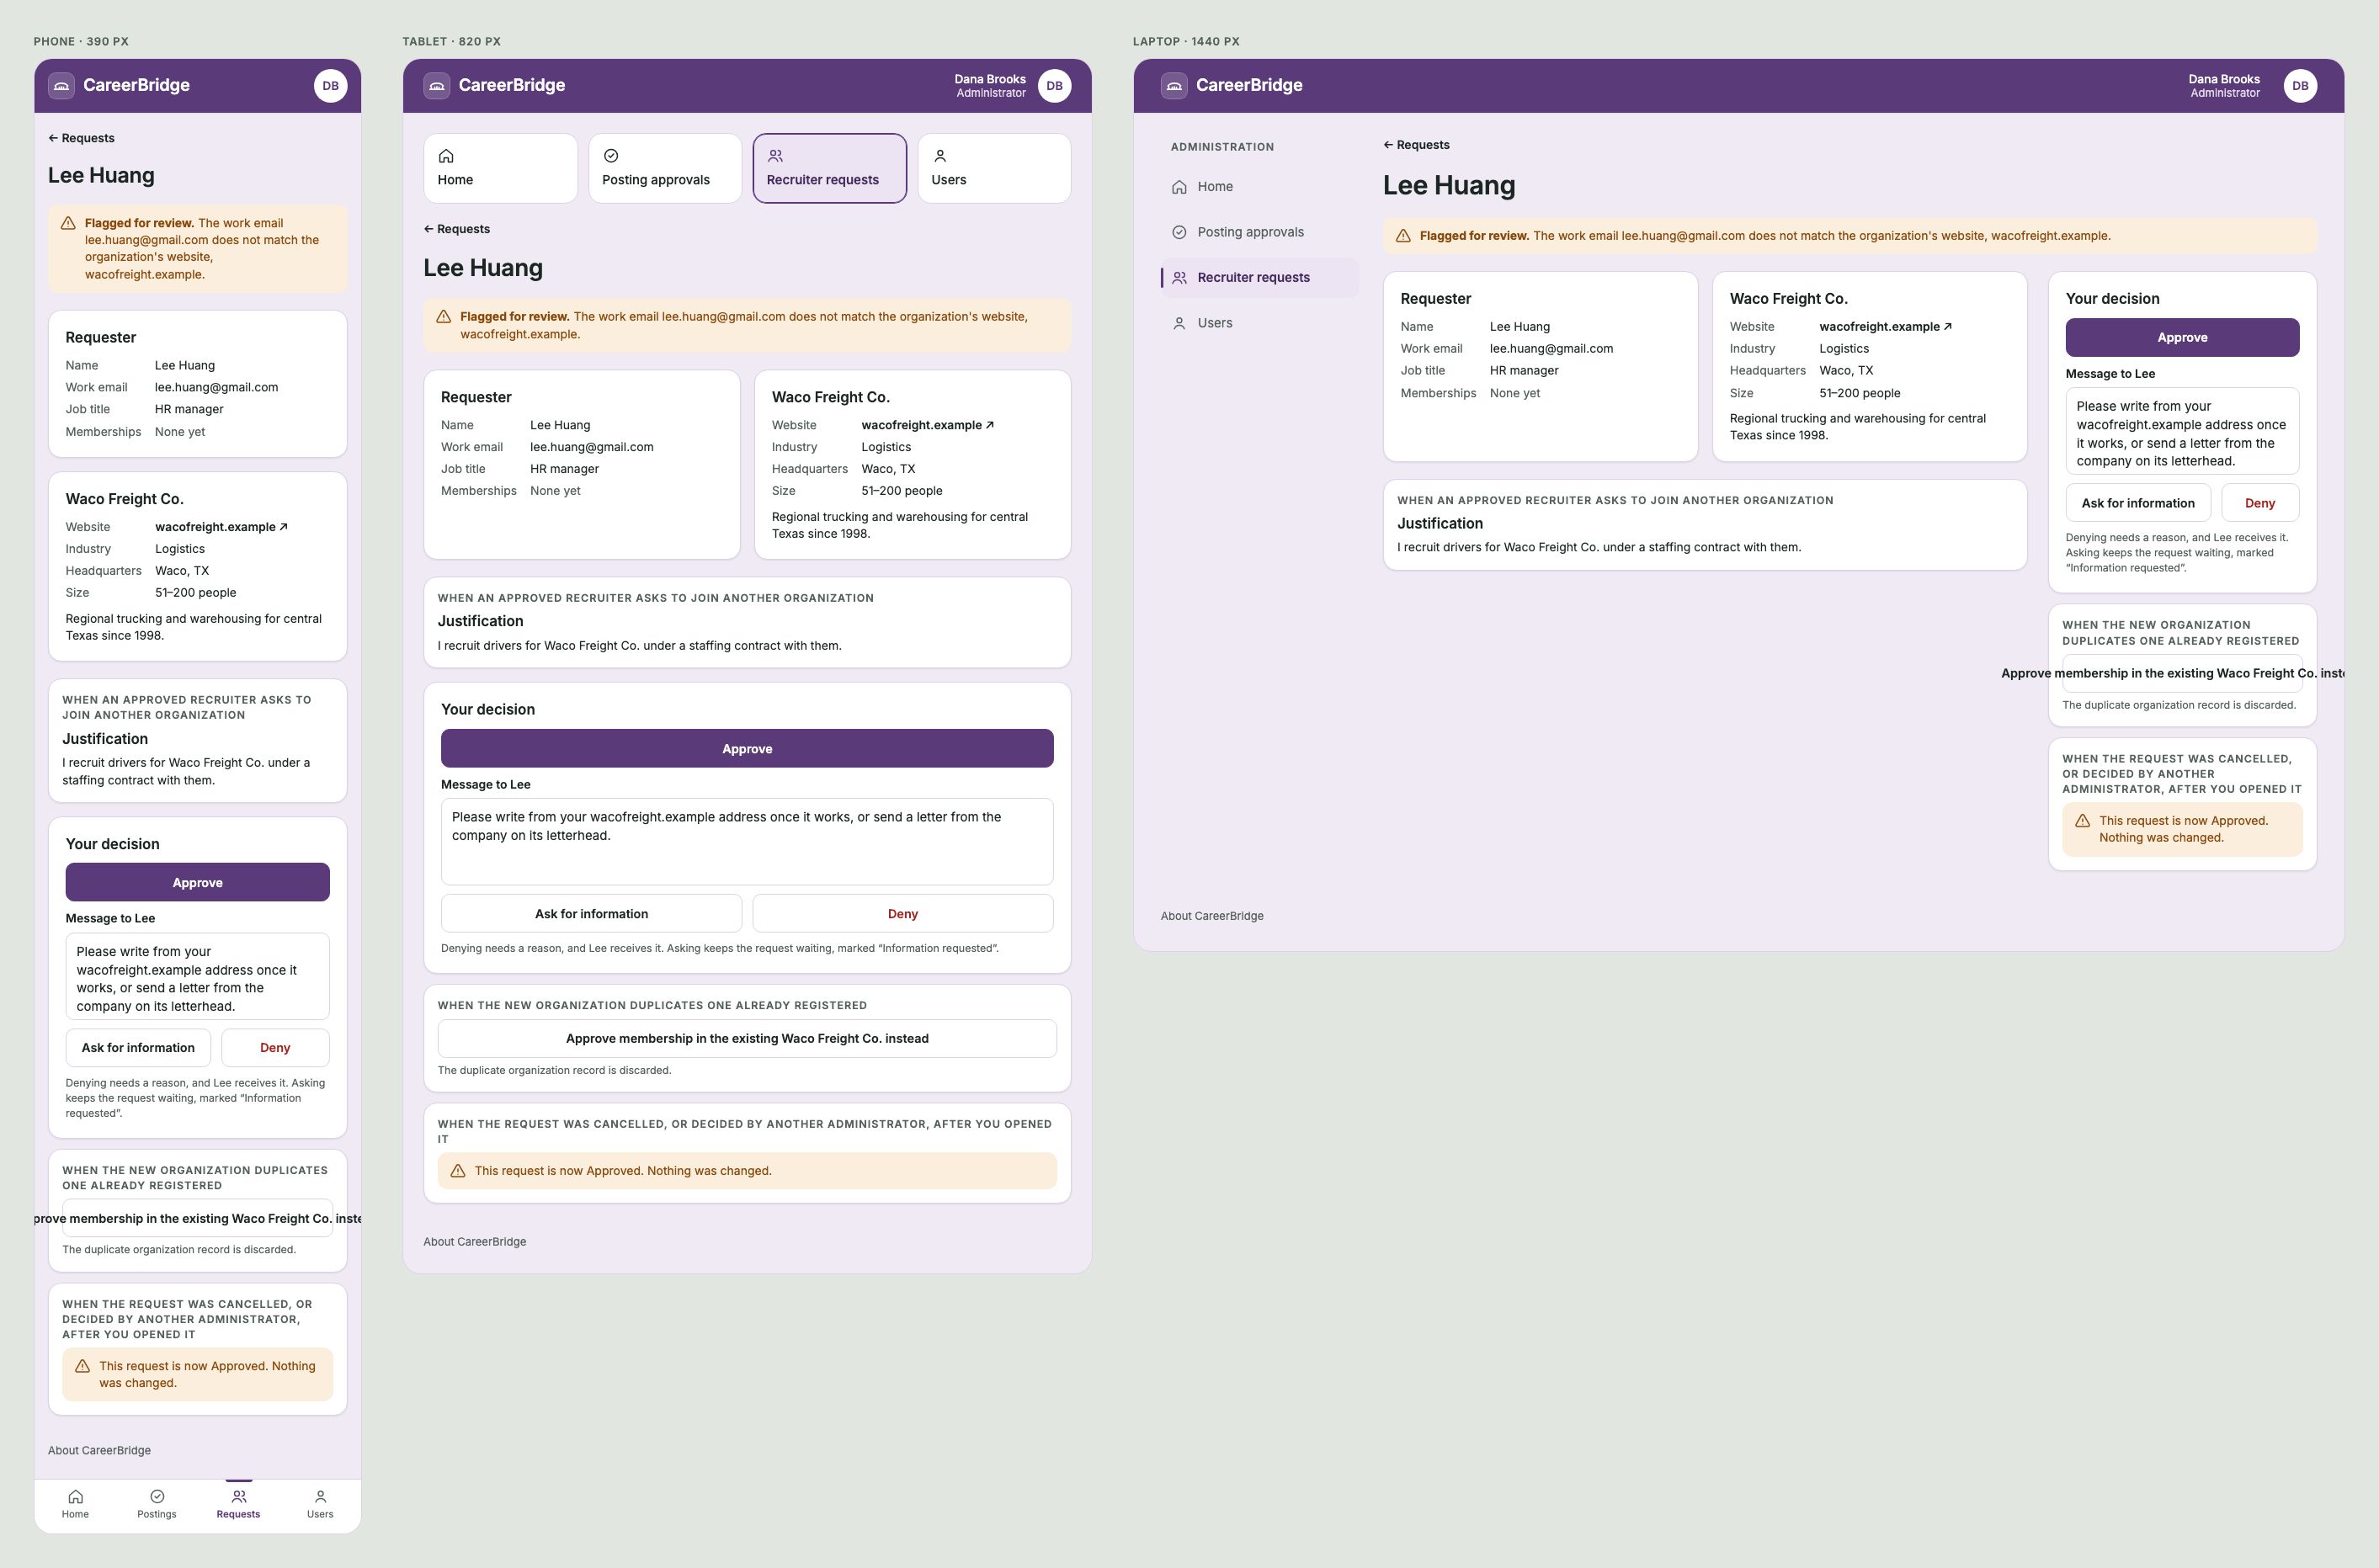 PHONE · 390 PX
CareerBridge
DB
← Requests
Lee Huang
Flagged for review. The work email
lee.huang@gmail.com does not match the
organization's website,
wacofreight.example.
Requester
Name Lee Huang
Work email lee.huang@gmail.com
Job title HR manager
Memberships None yet
Waco Freight Co.
Website wacofreight.example ↗
Industry Logistics
Headquarters Waco, TX
Size 51–200 people
Regional trucking and warehousing for central
Texas since 1998.
WHEN AN APPROVED RECRUITER ASKS TO
JOIN ANOTHER ORGANIZATION
Justification
I recruit drivers for Waco Freight Co. under a
staffing contract with them.
Your decision
Approve
Message to Lee
Please write from your
wacofreight.example address once it
works, or send a letter from the
company on its letterhead.
Ask for information Deny
Denying needs a reason, and Lee receives it. Asking
keeps the request waiting, marked “Information
requested”.
WHEN THE NEW ORGANIZATION DUPLICATES
ONE ALREADY REGISTERED
prove membership in the existing Waco Freight Co. inste
The duplicate organization record is discarded.
WHEN THE REQUEST WAS CANCELLED, OR
DECIDED BY ANOTHER ADMINISTRATOR,
AFTER YOU OPENED IT
This request is now Approved. Nothing
was changed.
About CareerBridge
Home Postings Requests Users
TABLET · 820 PX
CareerBridge
Dana Brooks
Administrator
DB
Home Posting approvals Recruiter requests Users
← Requests
Lee Huang
Flagged for review. The work email lee.huang@gmail.com does not match the organization's website,
wacofreight.example.
Requester
Name Lee Huang
Work email lee.huang@gmail.com
Job title HR manager
Memberships None yet
Waco Freight Co.
Website wacofreight.example ↗
Industry Logistics
Headquarters Waco, TX
Size 51–200 people
Regional trucking and warehousing for central
Texas since 1998.
WHEN AN APPROVED RECRUITER ASKS TO JOIN ANOTHER ORGANIZATION
Justification
I recruit drivers for Waco Freight Co. under a staffing contract with them.
Your decision
Approve
Message to Lee
Please write from your wacofreight.example address once it works, or send a letter from the
company on its letterhead.
Ask for information Deny
Denying needs a reason, and Lee receives it. Asking keeps the request waiting, marked “Information requested”.
WHEN THE NEW ORGANIZATION DUPLICATES ONE ALREADY REGISTERED
Approve membership in the existing Waco Freight Co. instead
The duplicate organization record is discarded.
WHEN THE REQUEST WAS CANCELLED, OR DECIDED BY ANOTHER ADMINISTRATOR, AFTER YOU OPENED
IT
This request is now Approved. Nothing was changed.
About CareerBridge
LAPTOP · 1440 PX
CareerBridge
Dana Brooks
Administrator
DB
ADMINISTRATION
Home
Posting approvals
Recruiter requests
Users
← Requests
Lee Huang
Flagged for review. The work email lee.huang@gmail.com does not match the organization's website, wacofreight.example.
Requester
Name Lee Huang
Work email lee.huang@gmail.com
Job title HR manager
Memberships None yet
Waco Freight Co.
Website wacofreight.example ↗
Industry Logistics
Headquarters Waco, TX
Size 51–200 people
Regional trucking and warehousing for central
Texas since 1998.
WHEN AN APPROVED RECRUITER ASKS TO JOIN ANOTHER ORGANIZATION
Justification
I recruit drivers for Waco Freight Co. under a staffing contract with them.
Your decision
Approve
Message to Lee
Please write from your
wacofreight.example address once
it works, or send a letter from the
company on its letterhead.
Ask for information Deny
Denying needs a reason, and Lee receives it.
Asking keeps the request waiting, marked
“Information requested”.
WHEN THE NEW ORGANIZATION
DUPLICATES ONE ALREADY REGISTERED
Approve membership in the existing Waco Freight Co. inste
The duplicate organization record is discarded.
WHEN THE REQUEST WAS CANCELLED,
OR DECIDED BY ANOTHER
ADMINISTRATOR, AFTER YOU OPENED IT
This request is now Approved.
Nothing was changed.
About CareerBridge